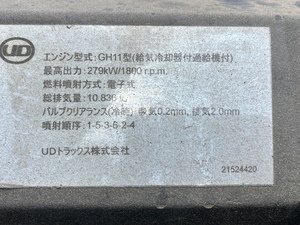 UD
エンジン型式:GH11型(給気冷却器付過給機付)
最高出力:279kW/1800 r.p.m.
燃料噴射方式:電子式
総排気量:10.836
バルブクリアランス(冷時):吸気0.2mm, 排気2.0mm
噴射順序:1-5-3-6-2-4
UDトラックス株式会社
21524420